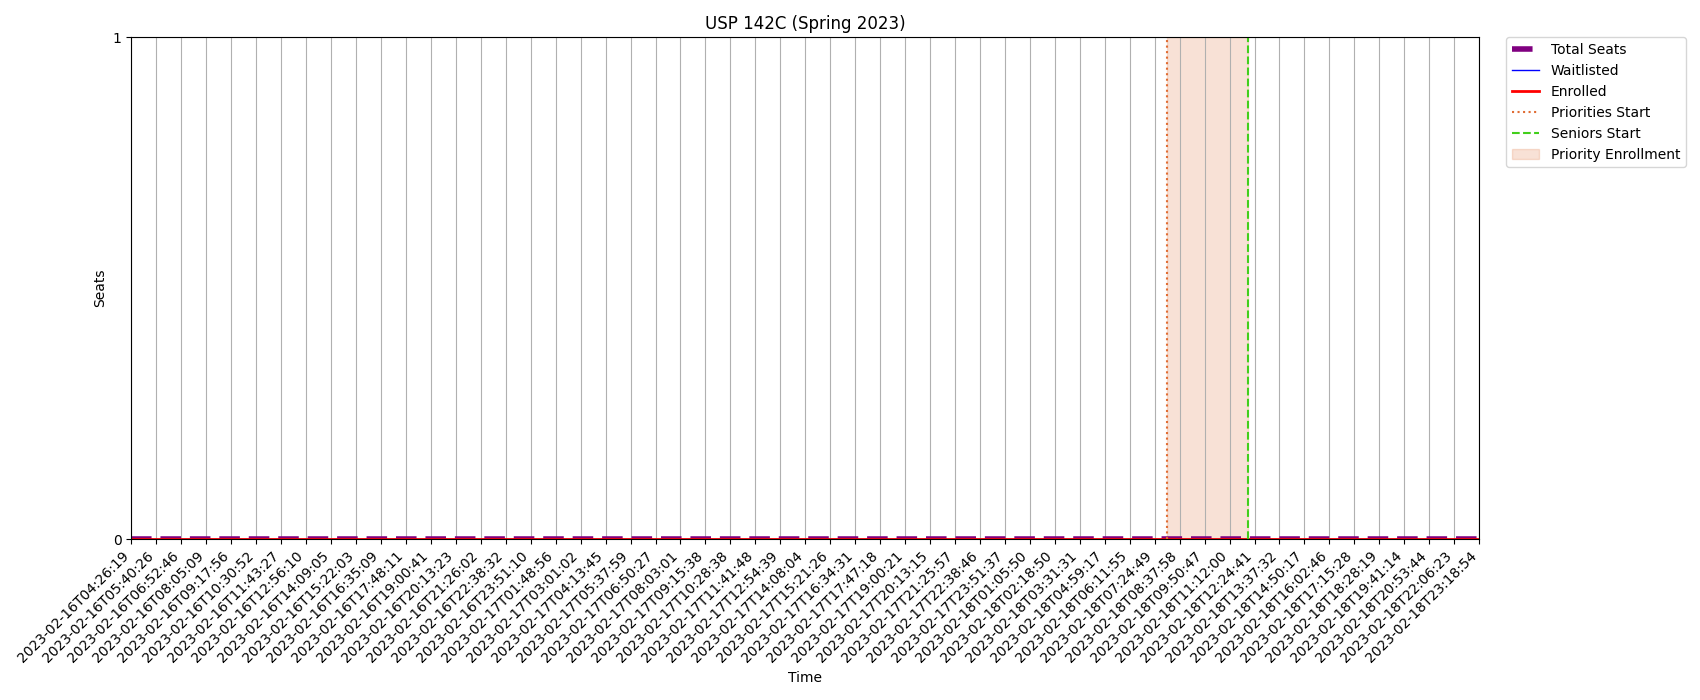 USP 142C (Spring 2023)
1
0
Seats
Total Seats
Waitlisted
Enrolled
Priorities Start
Seniors Start
Priority Enrollment
2023-02-16T04:26:19
2023-02-16T05:40:26
2023-02-16T06:52:46
2023-02-16T08:05:09
2023-02-16T09:17:56
2023-02-16T10:30:52
2023-02-16T11:43:27
2023-02-16T12:56:10
2023-02-16T14:09:05
2023-02-16T15:22:03
2023-02-16T16:35:09
2023-02-16T17:48:11
2023-02-16T19:00:41
2023-02-16T20:13:23
2023-02-16T21:26:02
2023-02-16T22:38:32
2023-02-16T23:51:10
2023-02-17T01:48:56
2023-02-17T03:01:02
2023-02-17T04:13:45
2023-02-17T05:37:59
2023-02-17T06:50:27
2023-02-17T08:03:01
2023-02-17T09:15:38
2023-02-17T10:28:38
2023-02-17T11:41:48
2023-02-17T12:54:39
2023-02-17T14:08:04
2023-02-17T15:21:26
2023-02-17T16:34:31
2023-02-17T17:47:18
2023-02-17T19:00:21
2023-02-17T20:13:15
2023-02-17T21:25:57
2023-02-17T22:38:46
2023-02-17T23:51:37
2023-02-18T01:05:50
2023-02-18T02:18:50
2023-02-18T03:31:31
2023-02-18T04:59:17
2023-02-18T06:11:55
2023-02-18T07:24:49
2023-02-18T08:37:58
2023-02-18T09:50:47
2023-02-18T11:12:00
2023-02-18T12:24:41
2023-02-18T13:37:32
2023-02-18T14:50:17
2023-02-18T16:02:46
2023-02-18T17:15:28
2023-02-18T18:28:19
2023-02-18T19:41:14
2023-02-18T20:53:44
2023-02-18T22:06:23
2023-02-18T23:18:54
Time